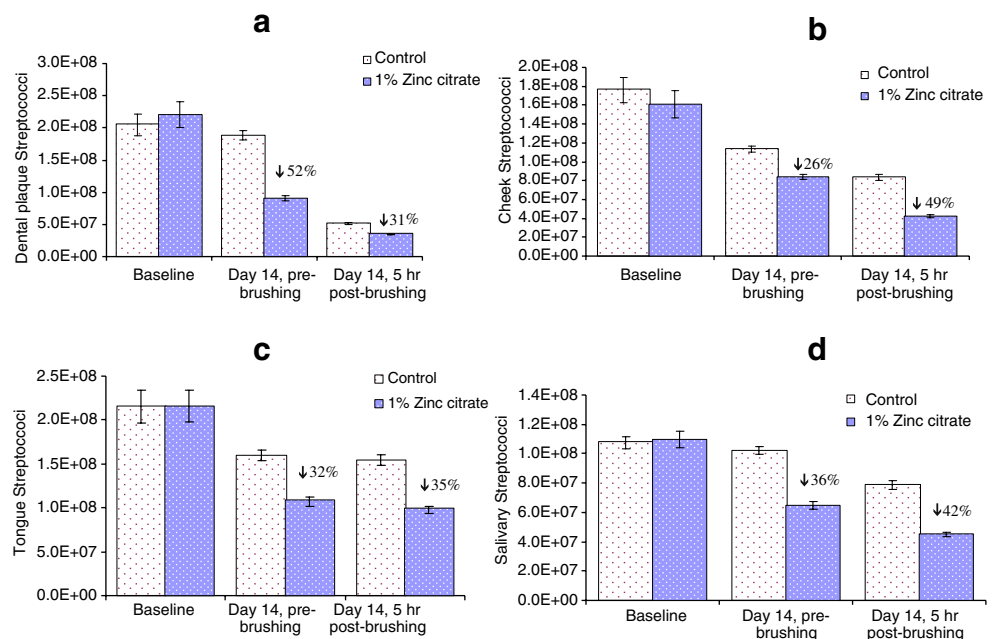 a
Dental plaque Streptococci
3.0E+08
2.5E+08
2.0E+08
1.5E+08
1.0E+08
5.0E+07
0.0E+00
Control
1% Zinc citrate
↓52%
↓31%
Baseline
Day 14, pre-
brushing
Day 14, 5 hr
post-brushing
b
Cheek Streptococci
2.0E+08
1.8E+08
1.6E+08
1.4E+08
1.2E+08
1.0E+08
8.0E+07
6.0E+07
4.0E+07
2.0E+07
0.0E+00
Control
1% Zinc citrate
↓26%
↓49%
Baseline
Day 14, pre-
brushing
Day 14, 5 hr
post-brushing
c
Tongue Streptoccoci
2.5E+08
2.0E+08
1.5E+08
1.0E+08
5.0E+07
0.0E+00
Control
1% Zinc citrate
↓32%
↓35%
Baseline
Day 14, pre-
brushing
Day 14, 5 hr
post-brushing
d
Salivary Streptococci
1.4E+08
1.2E+08
1.0E+08
8.0E+07
6.0E+07
4.0E+07
2.0E+07
0.0E+00
Control
1% Zinc citrate
↓36%
↓42%
Baseline
Day 14, pre-
brushing
Day 14, 5 hr
post-brushing